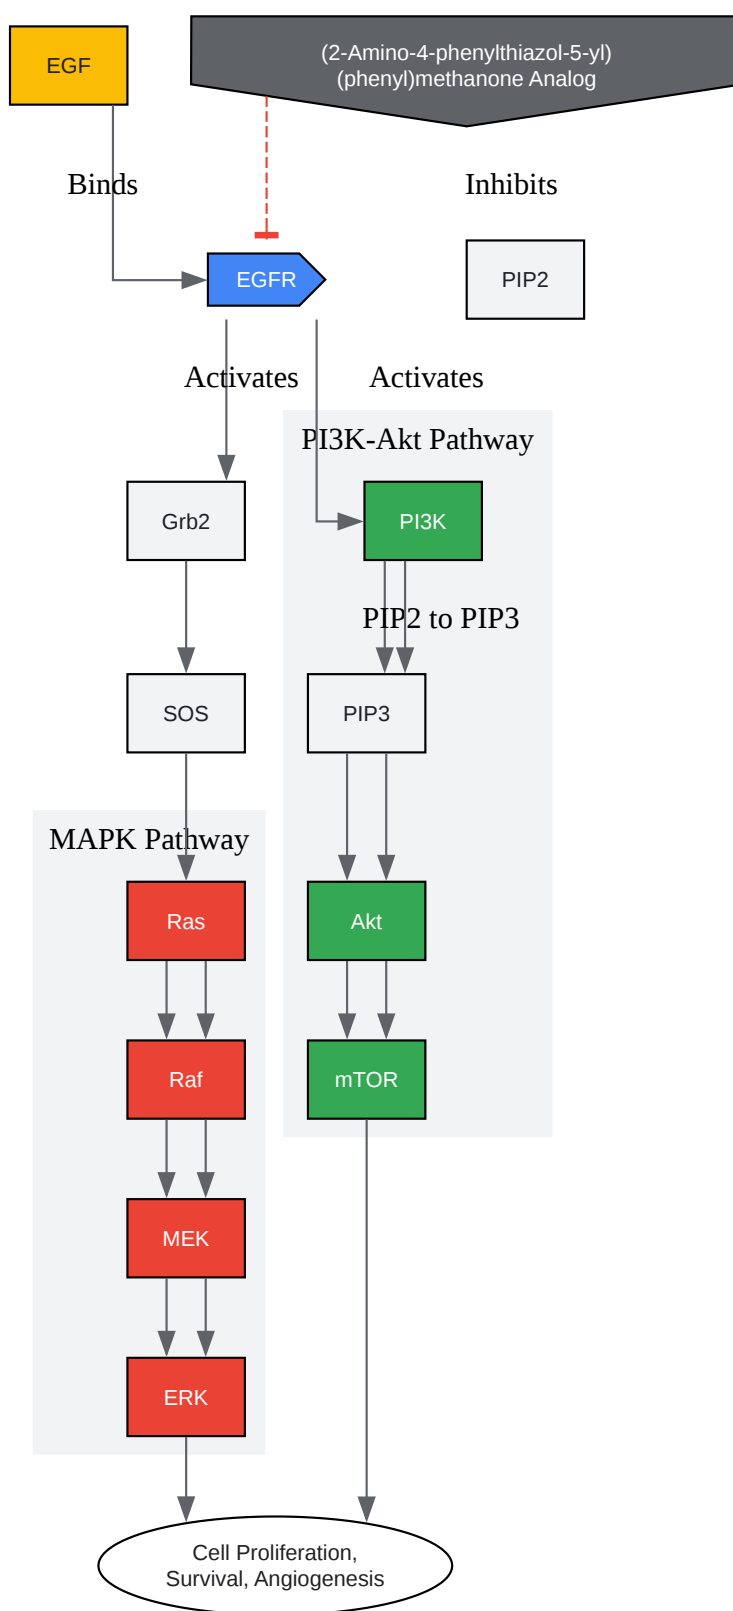 EGF
(2-Amino-4-phenylthiazol-5-yl)
(phenyl)methanone Analog
Binds
Inhibits
EGFR
PIP2
Activates
Activates
PI3K-Akt Pathway
Grb2
PI3K
PIP2 to PIP3
SOS
PIP3
MAPK Pathway
Ras
Akt
Raf
mTOR
MEK
ERK
Cell Proliferation,
Survival, Angiogenesis